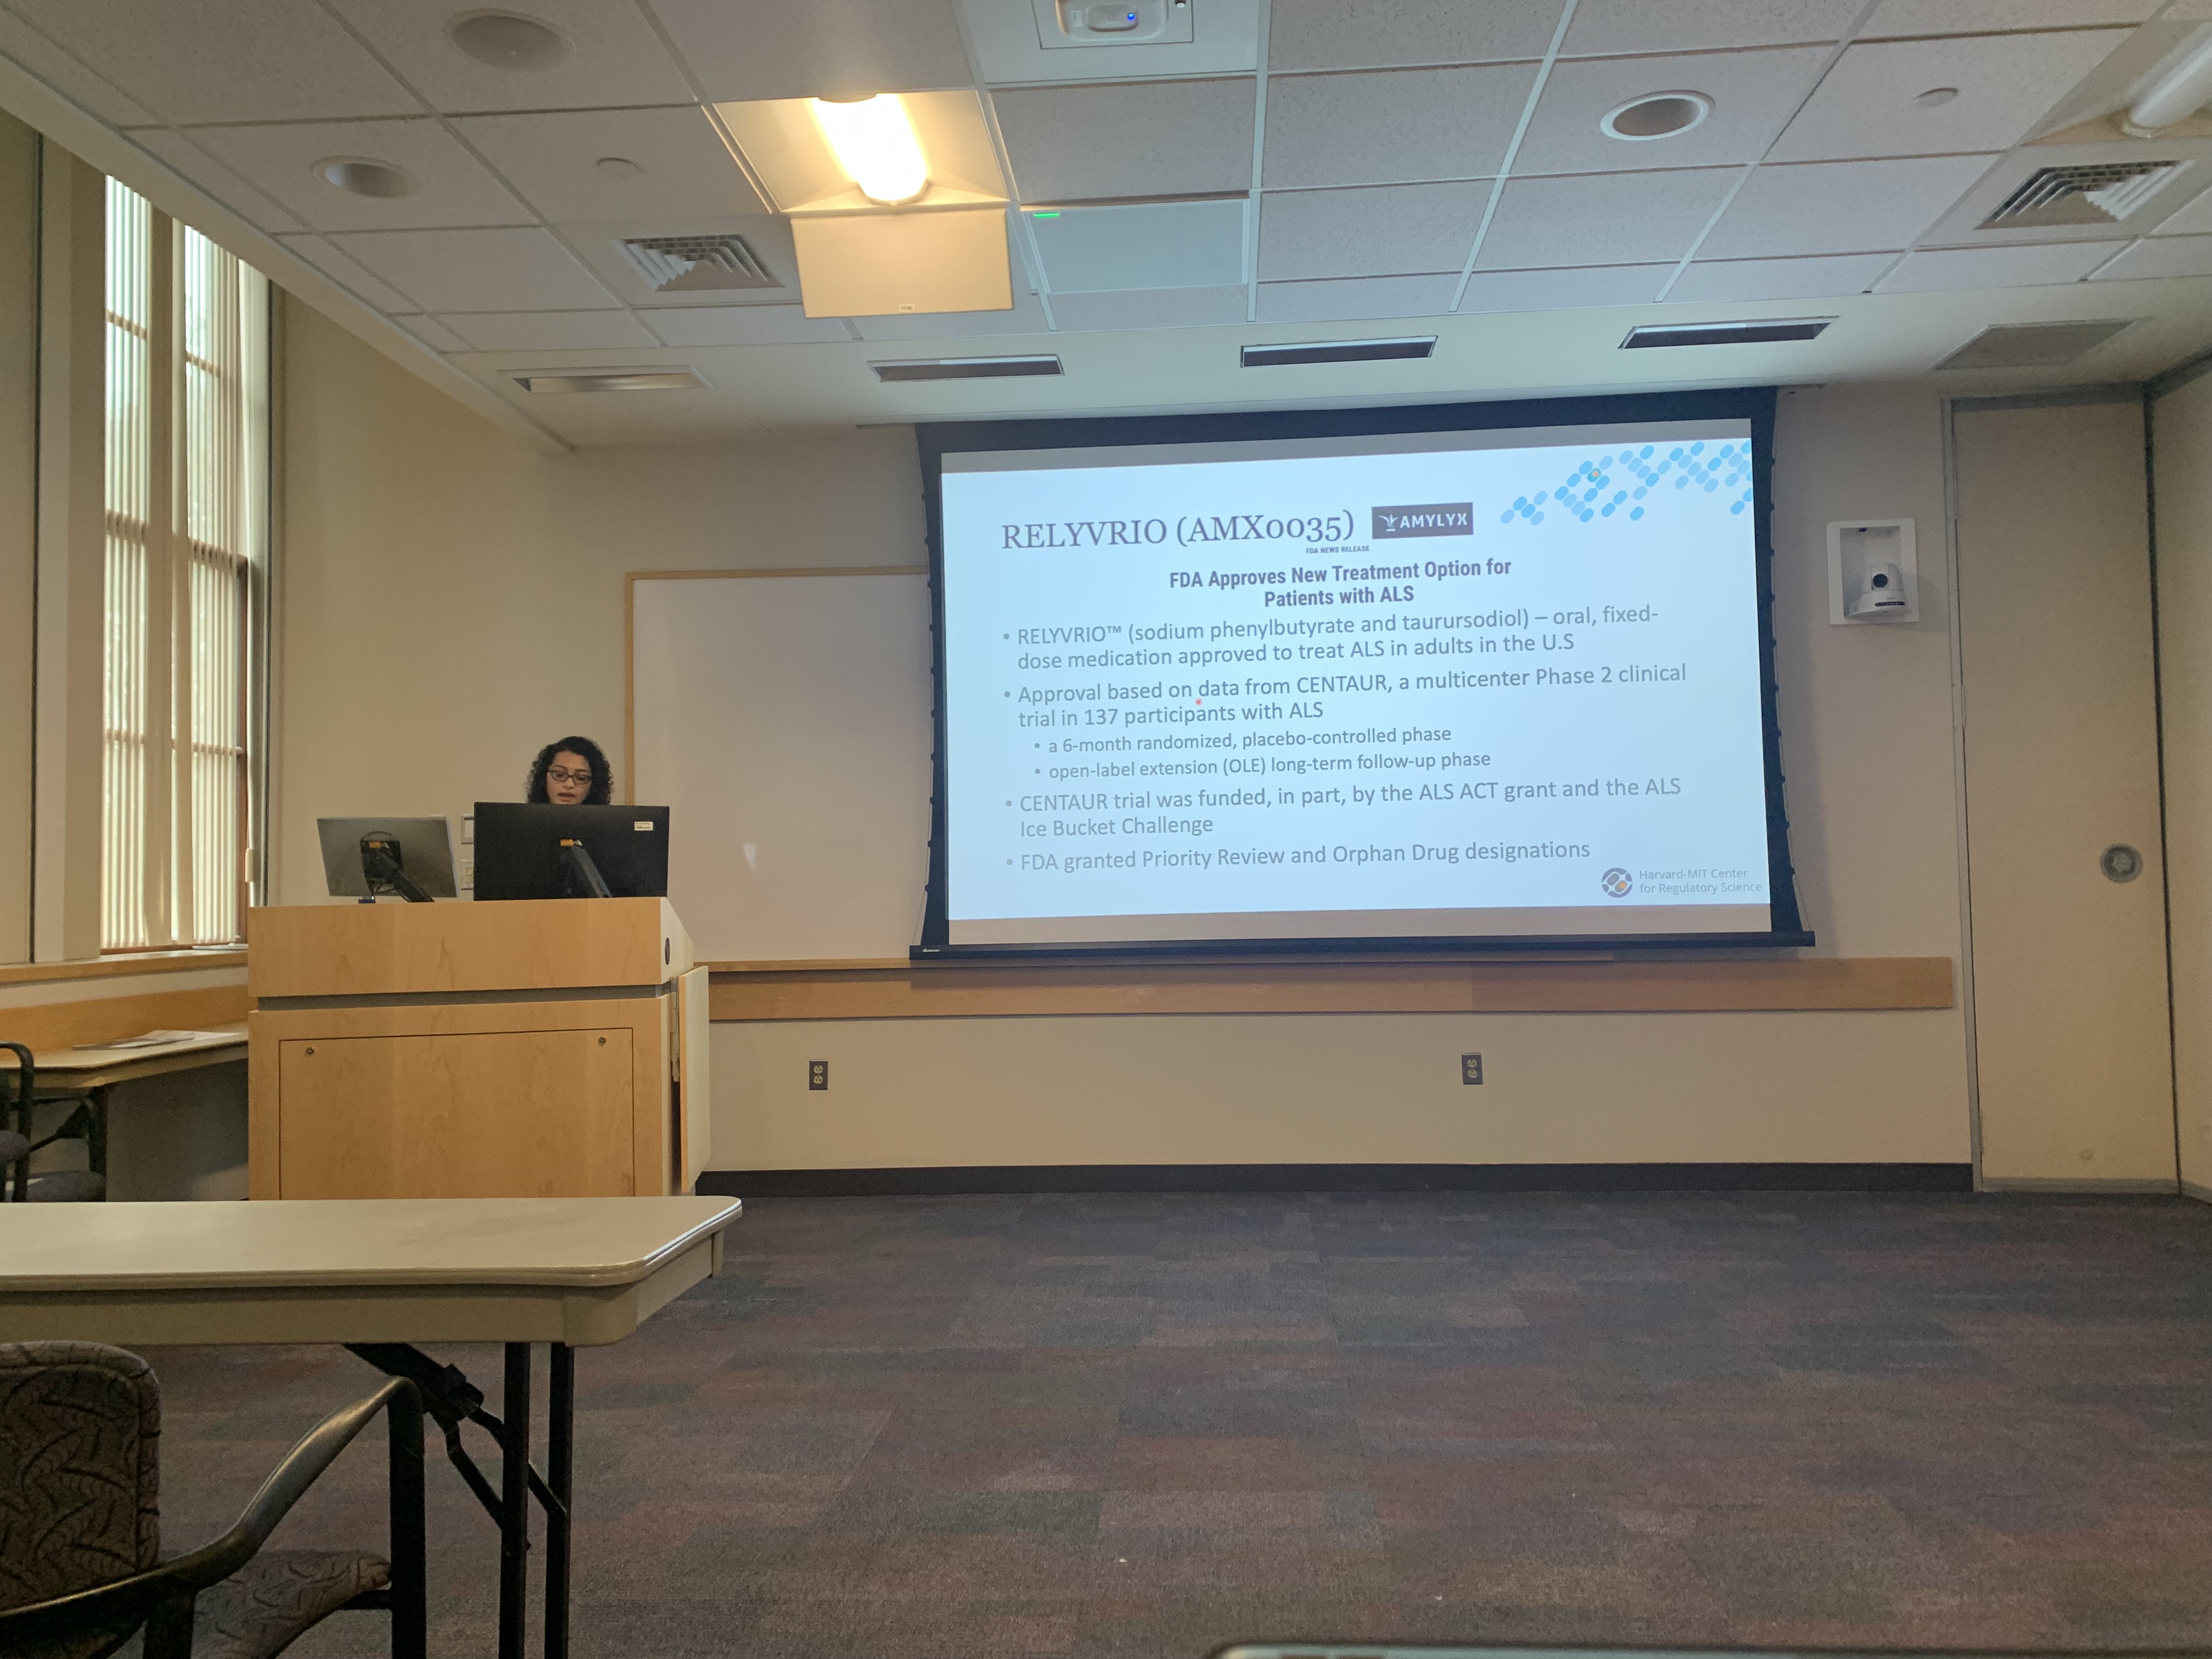 RELYVRIO (AMX0035)
AMYLYX
FDA NEWS RELEASE
FDA Approves New Treatment Option for
Patients with ALS
• RELYVRIO™ (sodium phenylbutyrate and taurursodiol) – oral, fixed-
dose medication approved to treat ALS in adults in the U.S
• Approval based on data from CENTAUR, a multicenter Phase 2 clinical
trial in 137 participants with ALS
• a 6-month randomized, placebo-controlled phase
• open-label extension (OLE) long-term follow-up phase
• CENTAUR trial was funded, in part, by the ALS ACT grant and the ALS
Ice Bucket Challenge
• FDA granted Priority Review and Orphan Drug designations
Harvard-MIT Center
for Regulatory Science